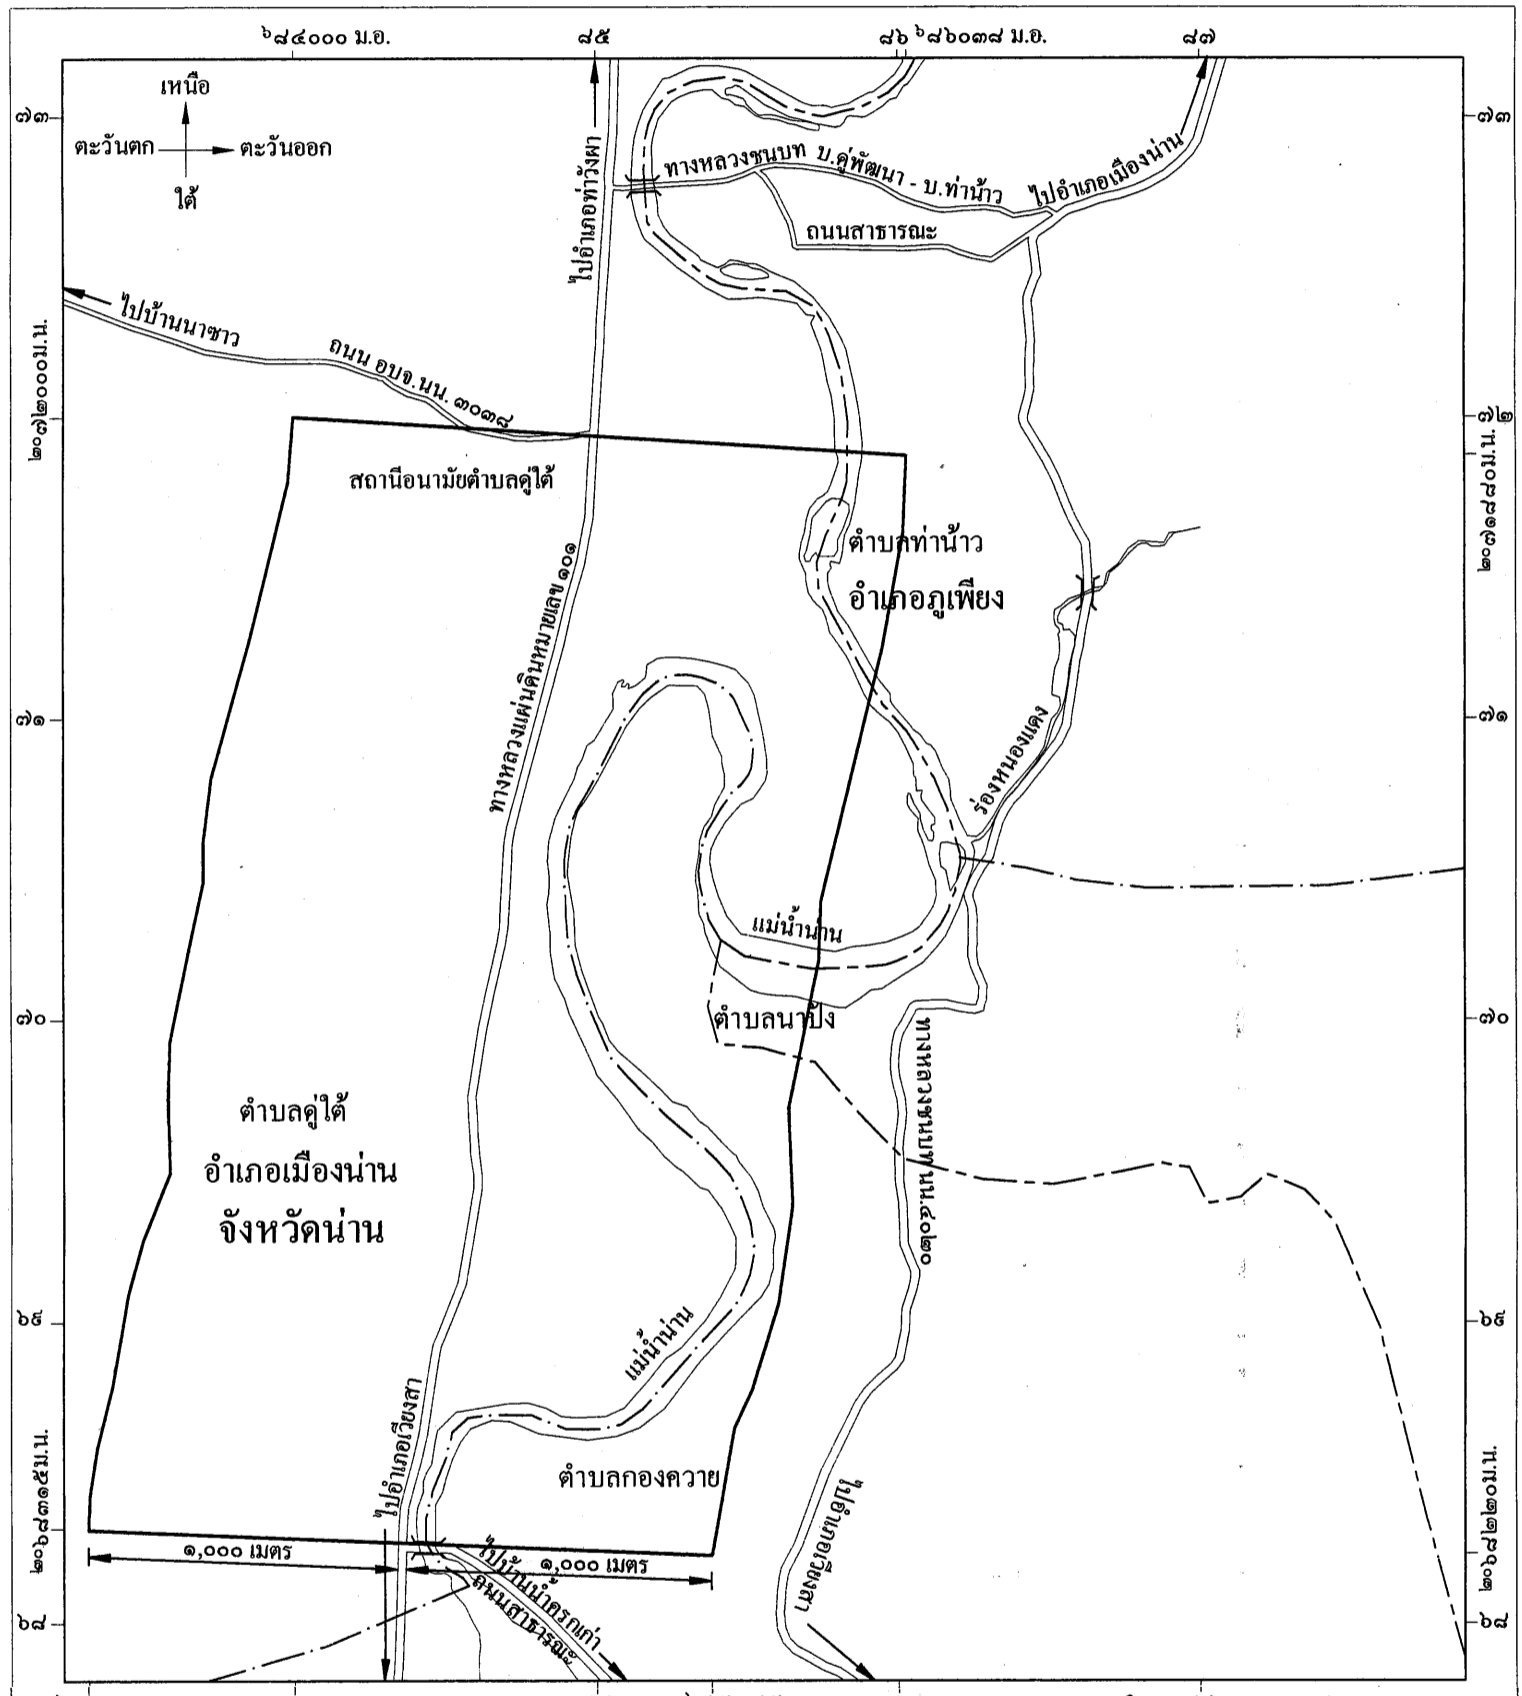 ๖๘๔๐๐๐ ม.อ.
๘๕
๘๖
๖๘๖๐๓๘ ม.อ.
๘๗
เหนือ
ตะวันตก
ตะวันออก
ใต้
๗๓
๗๓
ทางหลวงชนบท บ.คู่พัฒนา - บ.ท่าน้าว
ไปอำเภอเมืองน่าน
ไปอำเภอท่าวังผา
ถนนสาธารณะ
ไปบ้านนาซาว
ถนน อบจ.นน. ๓๐๓๘
๒๐๗๒๐๐๐ม.น.
๗๒
๒๐๗๑๘๘๐ม.น.
สถานีอนามัยตำบลคู่ใต้
ตำบลท่าน้าว
อำเภอภูเพียง
ทางหลวงแผ่นดินหมายเลข ๑๐๑
๗๑
๗๑
ร่องหนองแดง
แม่น้ำน่าน
๗๐
๗๐
ตำบลนาปัง
ทางหลวงชนบท นน.๔๐๒๐
ตำบลคู่ใต้
อำเภอเมืองน่าน
จังหวัดน่าน
๖๙
๖๙
แม่น้ำน่าน
ไปอำเภอเวียงสา
ตำบลกองควาย
ไปอำเภอเวียงสา
๒๐๖๘๓๑๕ม.น.
๒๐๖๘๒๒๐ม.น.
๑,๐๐๐ เมตร
๑,๐๐๐ เมตร
ไปบ้านน้ำครกเก่า
ถนนสาธารณะ
๖๘
๖๘